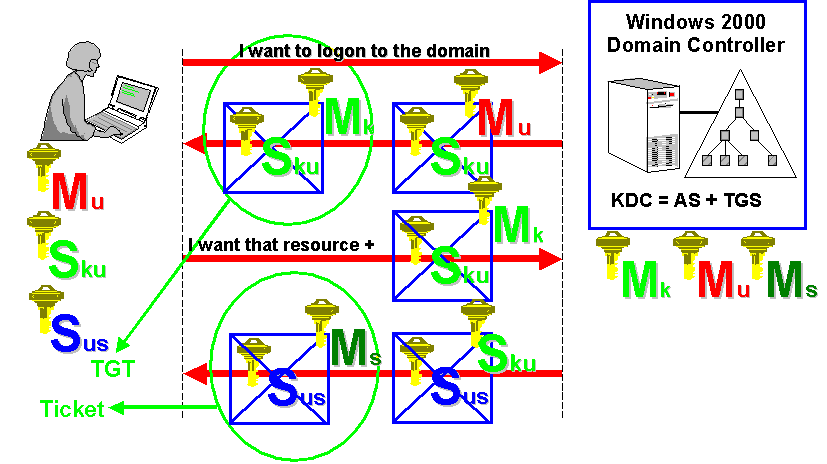 I want to logon to the domain
Windows 2000
Domain Controller
KDC = AS + TGS
Mk
Mu
Sku
Sku
Mu
Sku
Sus
Mk
I want that resource +
Sku
Mk Mu Ms
Ms
Sku
Sus
Sus
TGT
Ticket